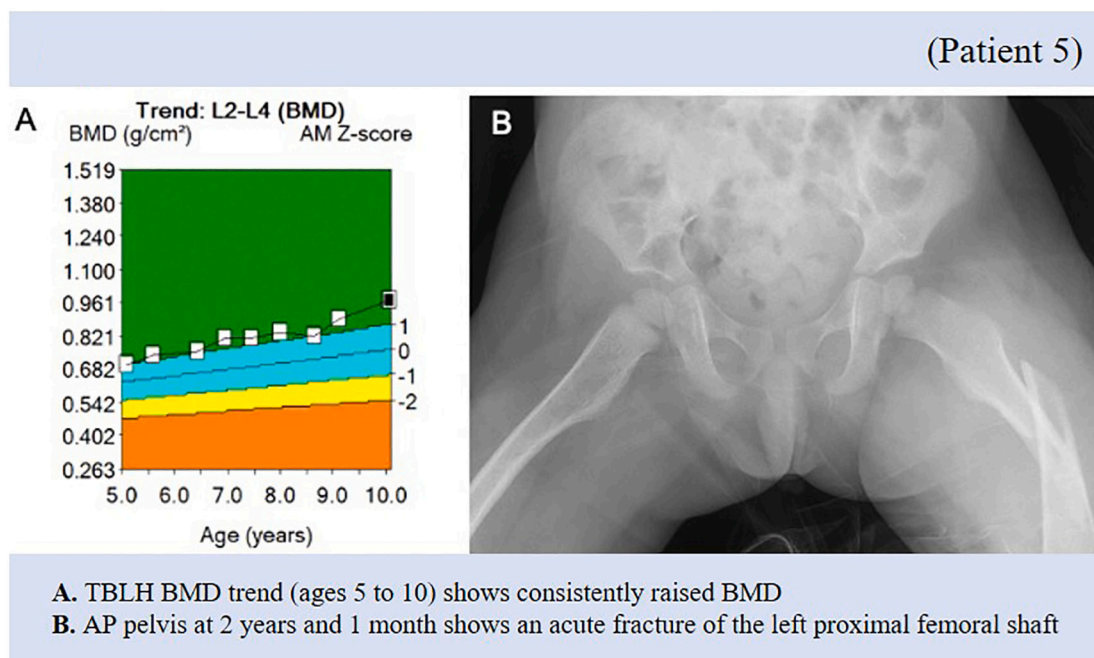 (Patient 5)
A
Trend: L2-L4 (BMD)
BMD (g/cm²) AM Z-score
1.519
1.380
1.240
1.100
0.961
0.821
0.682
0.542
0.402
0.263
1
0
-1
-2
5.0 6.0 7.0 8.0 9.0 10.0
Age (years)
B
A. TBLH BMD trend (ages 5 to 10) shows consistently raised BMD
B. AP pelvis at 2 years and 1 month shows an acute fracture of the left proximal femoral shaft